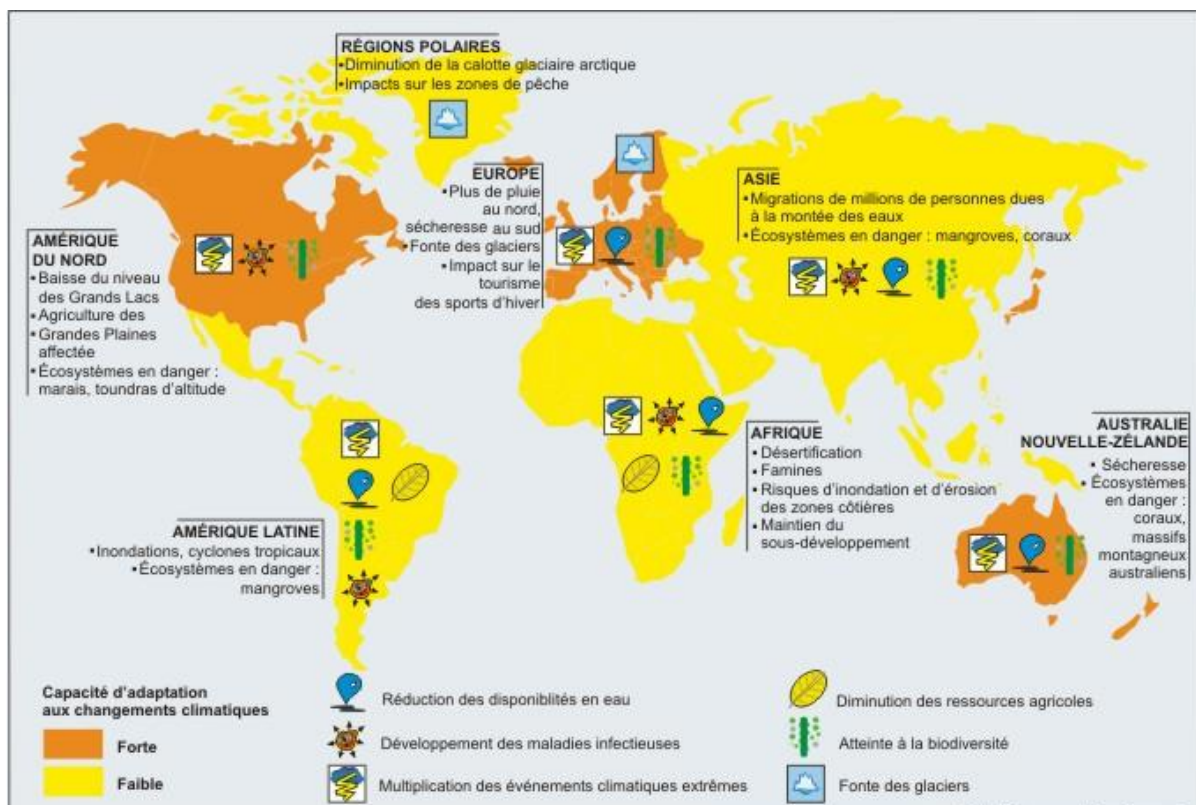 RÉGIONS POLAIRES
•Diminution de la calotte glaciaire arctique
•Impacts sur les zones de pêche
EUROPE
•Plus de pluie
au nord,
sécheresse au sud
•Fonte des glaciers
•Impact sur le
tourisme
des sports d'hiver
ASIE
•Migrations de millions de personnes dues
à la montée des eaux
•Écosystèmes en danger : mangroves, coraux
AMÉRIQUE
DU NORD
•Baisse du niveau
des Grands Lacs
•Agriculture des
•Grandes Plaines
affectée
•Écosystèmes en danger :
marais, toundras d'altitude
AFRIQUE
•Désertification
•Famines
•Risques d'inondation et d'érosion
des zones côtières
•Maintien du
sous-développement
AUSTRALIE
NOUVELLE-ZÉLANDE
•Sécheresse
•Écosystèmes
en danger :
coraux,
massifs
montagneux
australiens
AMÉRIQUE LATINE
•Inondations, cyclones tropicaux
•Écosystèmes en danger :
mangroves
Capacité d'adaptation
aux changements climatiques
Forte
Faible
Réduction des disponiblités en eau
Développement des maladies infectieuses
Multiplication des événements climatiques extrêmes
Diminution des ressources agricoles
Atteinte à la biodiversité
Fonte des glaciers